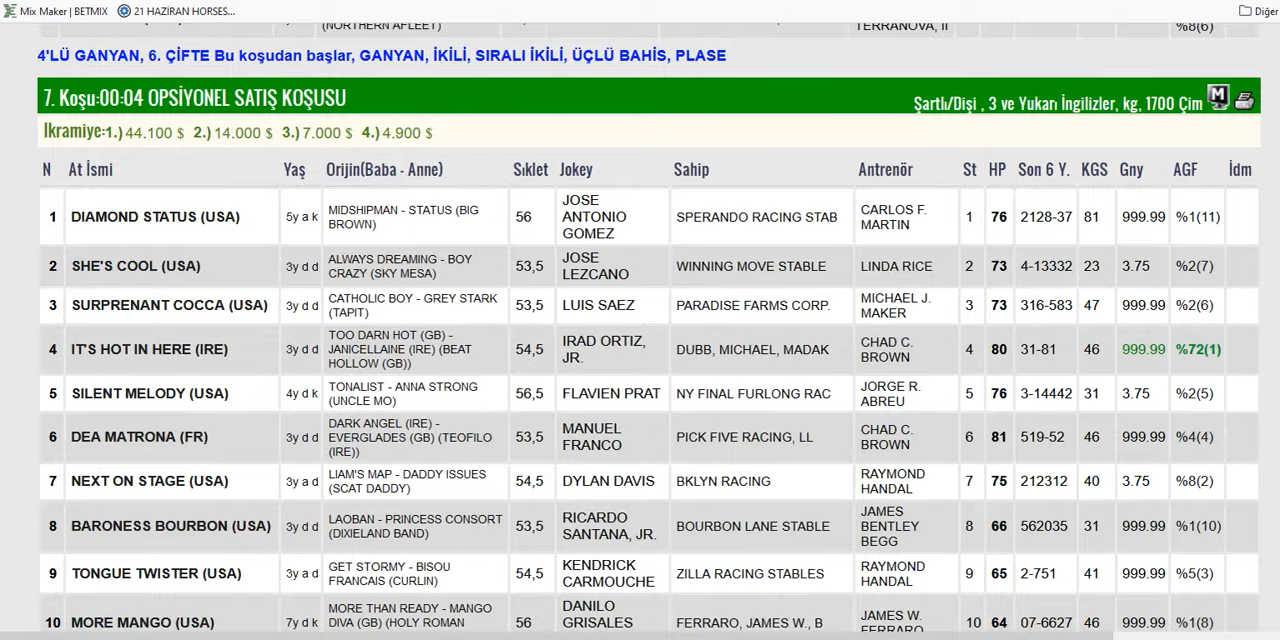 Mix Maker | BETMIX 21 HAZİRAN HORSES... Diğer
(NORTHERN AFLEET) TERRANOVA, II %8(6)
4'LÜ GANYAN, 6. ÇİFTE Bu koşudan başlar, GANYAN, İKİLİ, SIRALI İKİLİ, ÜÇLÜ BAHİS, PLASE
7. Koşu:00:04 OPSİYONEL SATIŞ KOŞUSU Şartlı/Dişi , 3 ve Yukarı İngilizler, kg, 1700 Çim M
İkramiye:1.) 44.100 $ 2.) 14.000 $ 3.) 7.000 $ 4.) 4.900 $
N At İsmi Yaş Orijin(Baba - Anne) Sıklet Jokey Sahip Antrenör St HP Son 6 Y. KGS Gny AGF İdm
1 DIAMOND STATUS (USA) 5y a k MIDSHIPMAN - STATUS (BIG BROWN) 56 JOSE ANTONIO GOMEZ SPERANDO RACING STAB CARLOS F. MARTIN 1 76 2128-37 81 999.99 %1(11)
2 SHE'S COOL (USA) 3y d d ALWAYS DREAMING - BOY CRAZY (SKY MESA) 53,5 JOSE LEZCANO WINNING MOVE STABLE LINDA RICE 2 73 4-13332 23 3.75 %2(7)
3 SURPRENANT COCCA (USA) 3y d d CATHOLIC BOY - GREY STARK (TAPIT) 53,5 LUIS SAEZ PARADISE FARMS CORP. MICHAEL J. MAKER 3 73 316-583 47 999.99 %2(6)
4 IT'S HOT IN HERE (IRE) 3y d d TOO DARN HOT (GB) - JANICELLAINE (IRE) (BEAT HOLLOW (GB)) 54,5 IRAD ORTIZ, JR. DUBB, MICHAEL, MADAK CHAD C. BROWN 4 80 31-81 46 999.99 %72(1)
5 SILENT MELODY (USA) 4y d k TONALIST - ANNA STRONG (UNCLE MO) 56,5 FLAVIEN PRAT NY FINAL FURLONG RAC JORGE R. ABREU 5 76 3-14442 31 3.75 %2(5)
6 DEA MATRONA (FR) 3y d d DARK ANGEL (IRE) - EVERGLADES (GB) (TEOFILO (IRE)) 53,5 MANUEL FRANCO PICK FIVE RACING, LL CHAD C. BROWN 6 81 519-52 46 999.99 %4(4)
7 NEXT ON STAGE (USA) 3y a d LIAM'S MAP - DADDY ISSUES (SCAT DADDY) 54,5 DYLAN DAVIS BKLYN RACING RAYMOND HANDAL 7 75 212312 40 3.75 %8(2)
8 BARONESS BOURBON (USA) 3y d d LAOBAN - PRINCESS CONSORT (DIXIELAND BAND) 53,5 RICARDO SANTANA, JR. BOURBON LANE STABLE JAMES BENTLEY BEGG 8 66 562035 31 999.99 %1(10)
9 TONGUE TWISTER (USA) 3y a d GET STORMY - BISOU FRANCAIS (CURLIN) 54,5 KENDRICK CARMOUCHE ZILLA RACING STABLES RAYMOND HANDAL 9 65 2-751 41 999.99 %5(3)
10 MORE MANGO (USA) 7y d k MORE THAN READY - MANGO DIVA (GB) (HOLY ROMAN 56 DANILO GRISALES FERRARO, JAMES W., B JAMES W. FERRARO 10 64 07-6627 46 999.99 %1(8)